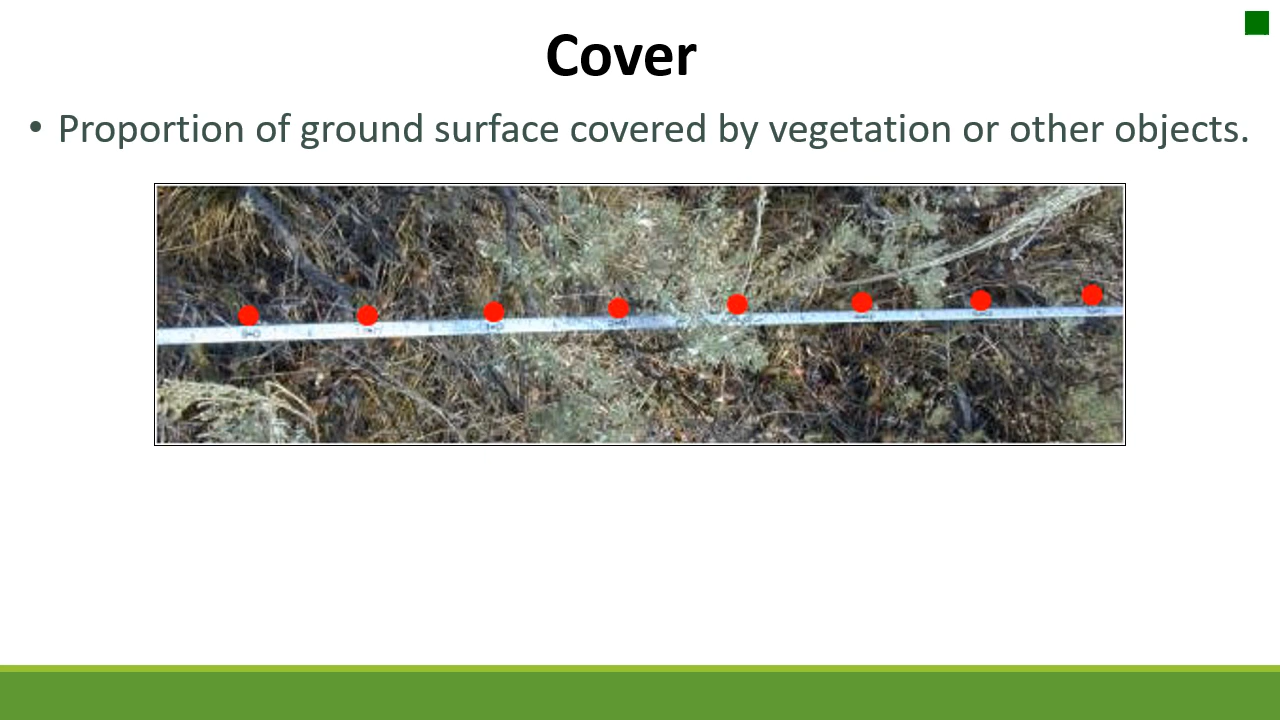 Cover
• Proportion of ground surface covered by vegetation or other objects.